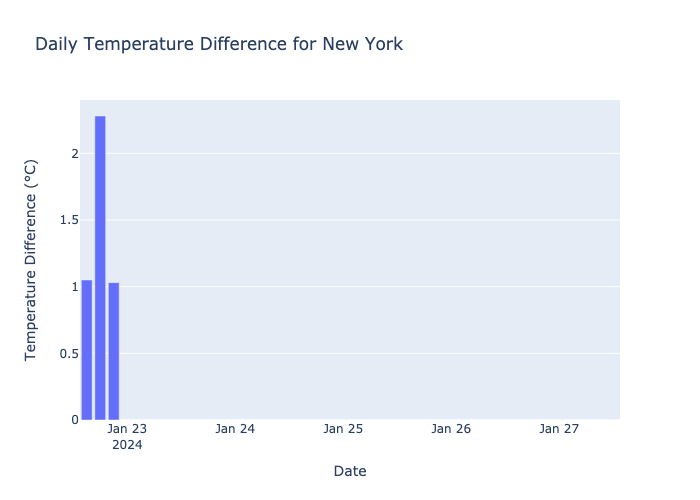 Daily Temperature Difference for New York
Temperature Difference (°C)
2
1.5
1
0.5
0
Jan 23
2024
Jan 24
Jan 25
Jan 26
Jan 27
Date